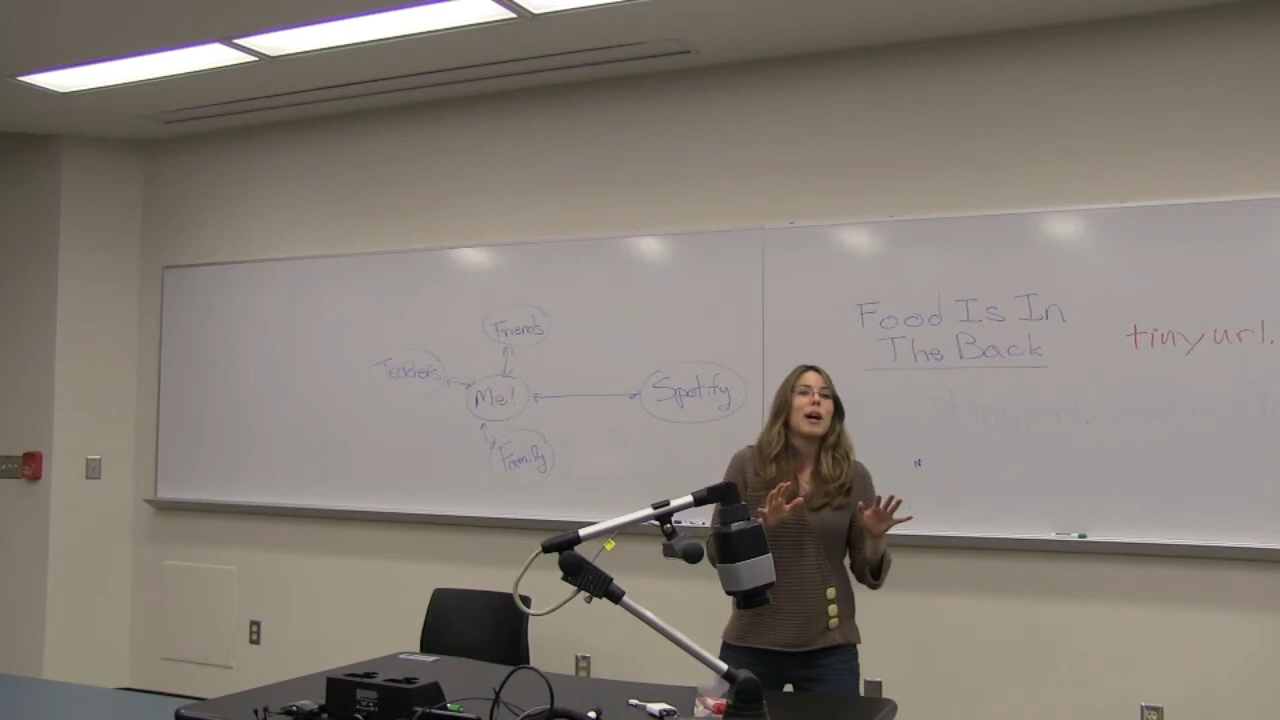 Friends
Teachers
Me!
Spotify
Family
Food Is In
The Back
tinyurl.